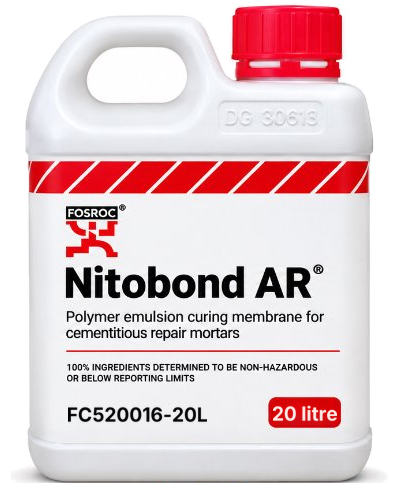 DG 30613
FOSROC®
Nitobond AR®
Polymer emulsion curing membrane for
cementitious repair mortars
100% INGREDIENTS DETERMINED TO BE NON-HAZARDOUS
OR BELOW REPORTING LIMITS
FC520016-20L
20 litre